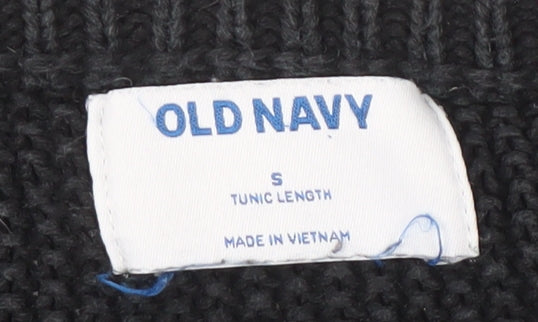 OLD NAVY
S
TUNIC LENGTH
MADE IN VIETNAM